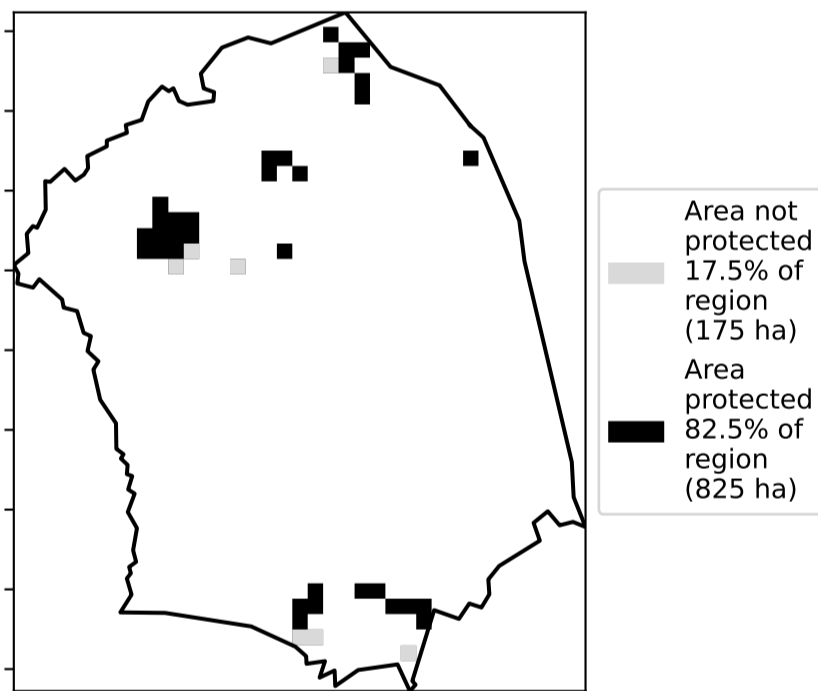 Area not
protected
17.5% of
region
(175 ha)
Area
protected
82.5% of
region
(825 ha)